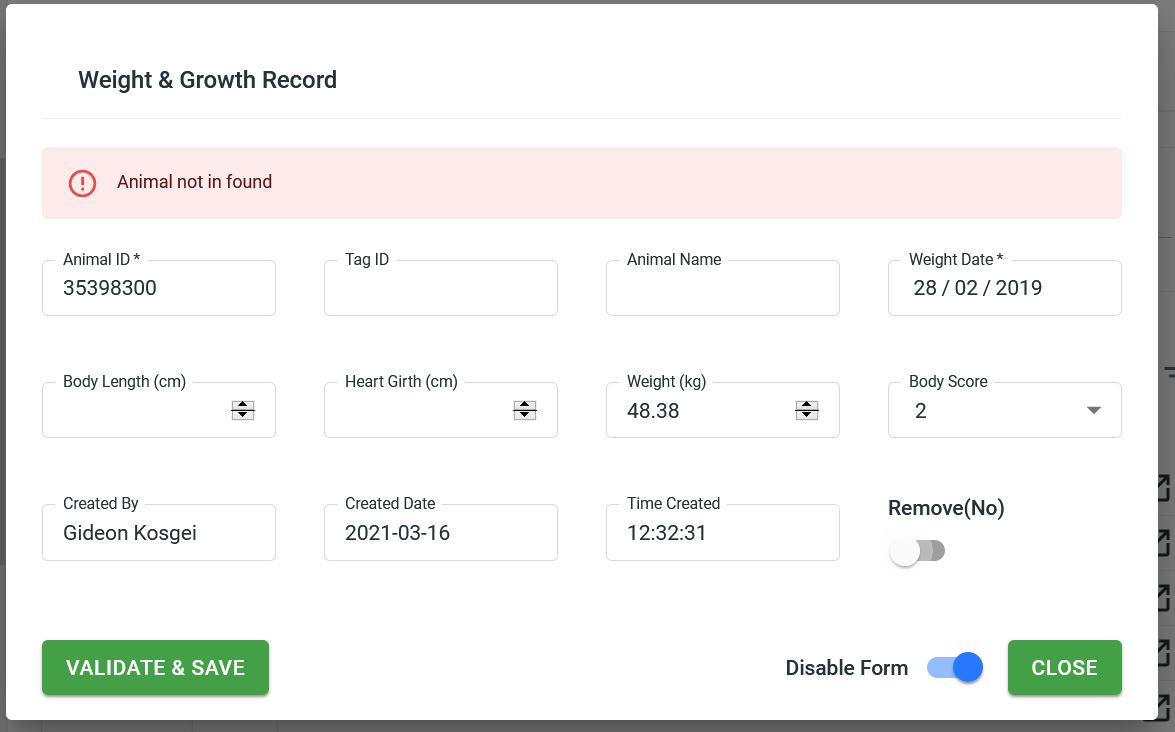 Weight & Growth Record
Animal not in found
Animal ID *
35398300
Tag ID
Animal Name
Weight Date *
28 / 02 / 2019
Body Length (cm)
Heart Girth (cm)
Weight (kg)
48.38
Body Score
2
Created By
Gideon Kosgei
Created Date
2021-03-16
Time Created
12:32:31
Remove(No)
VALIDATE & SAVE
Disable Form
CLOSE